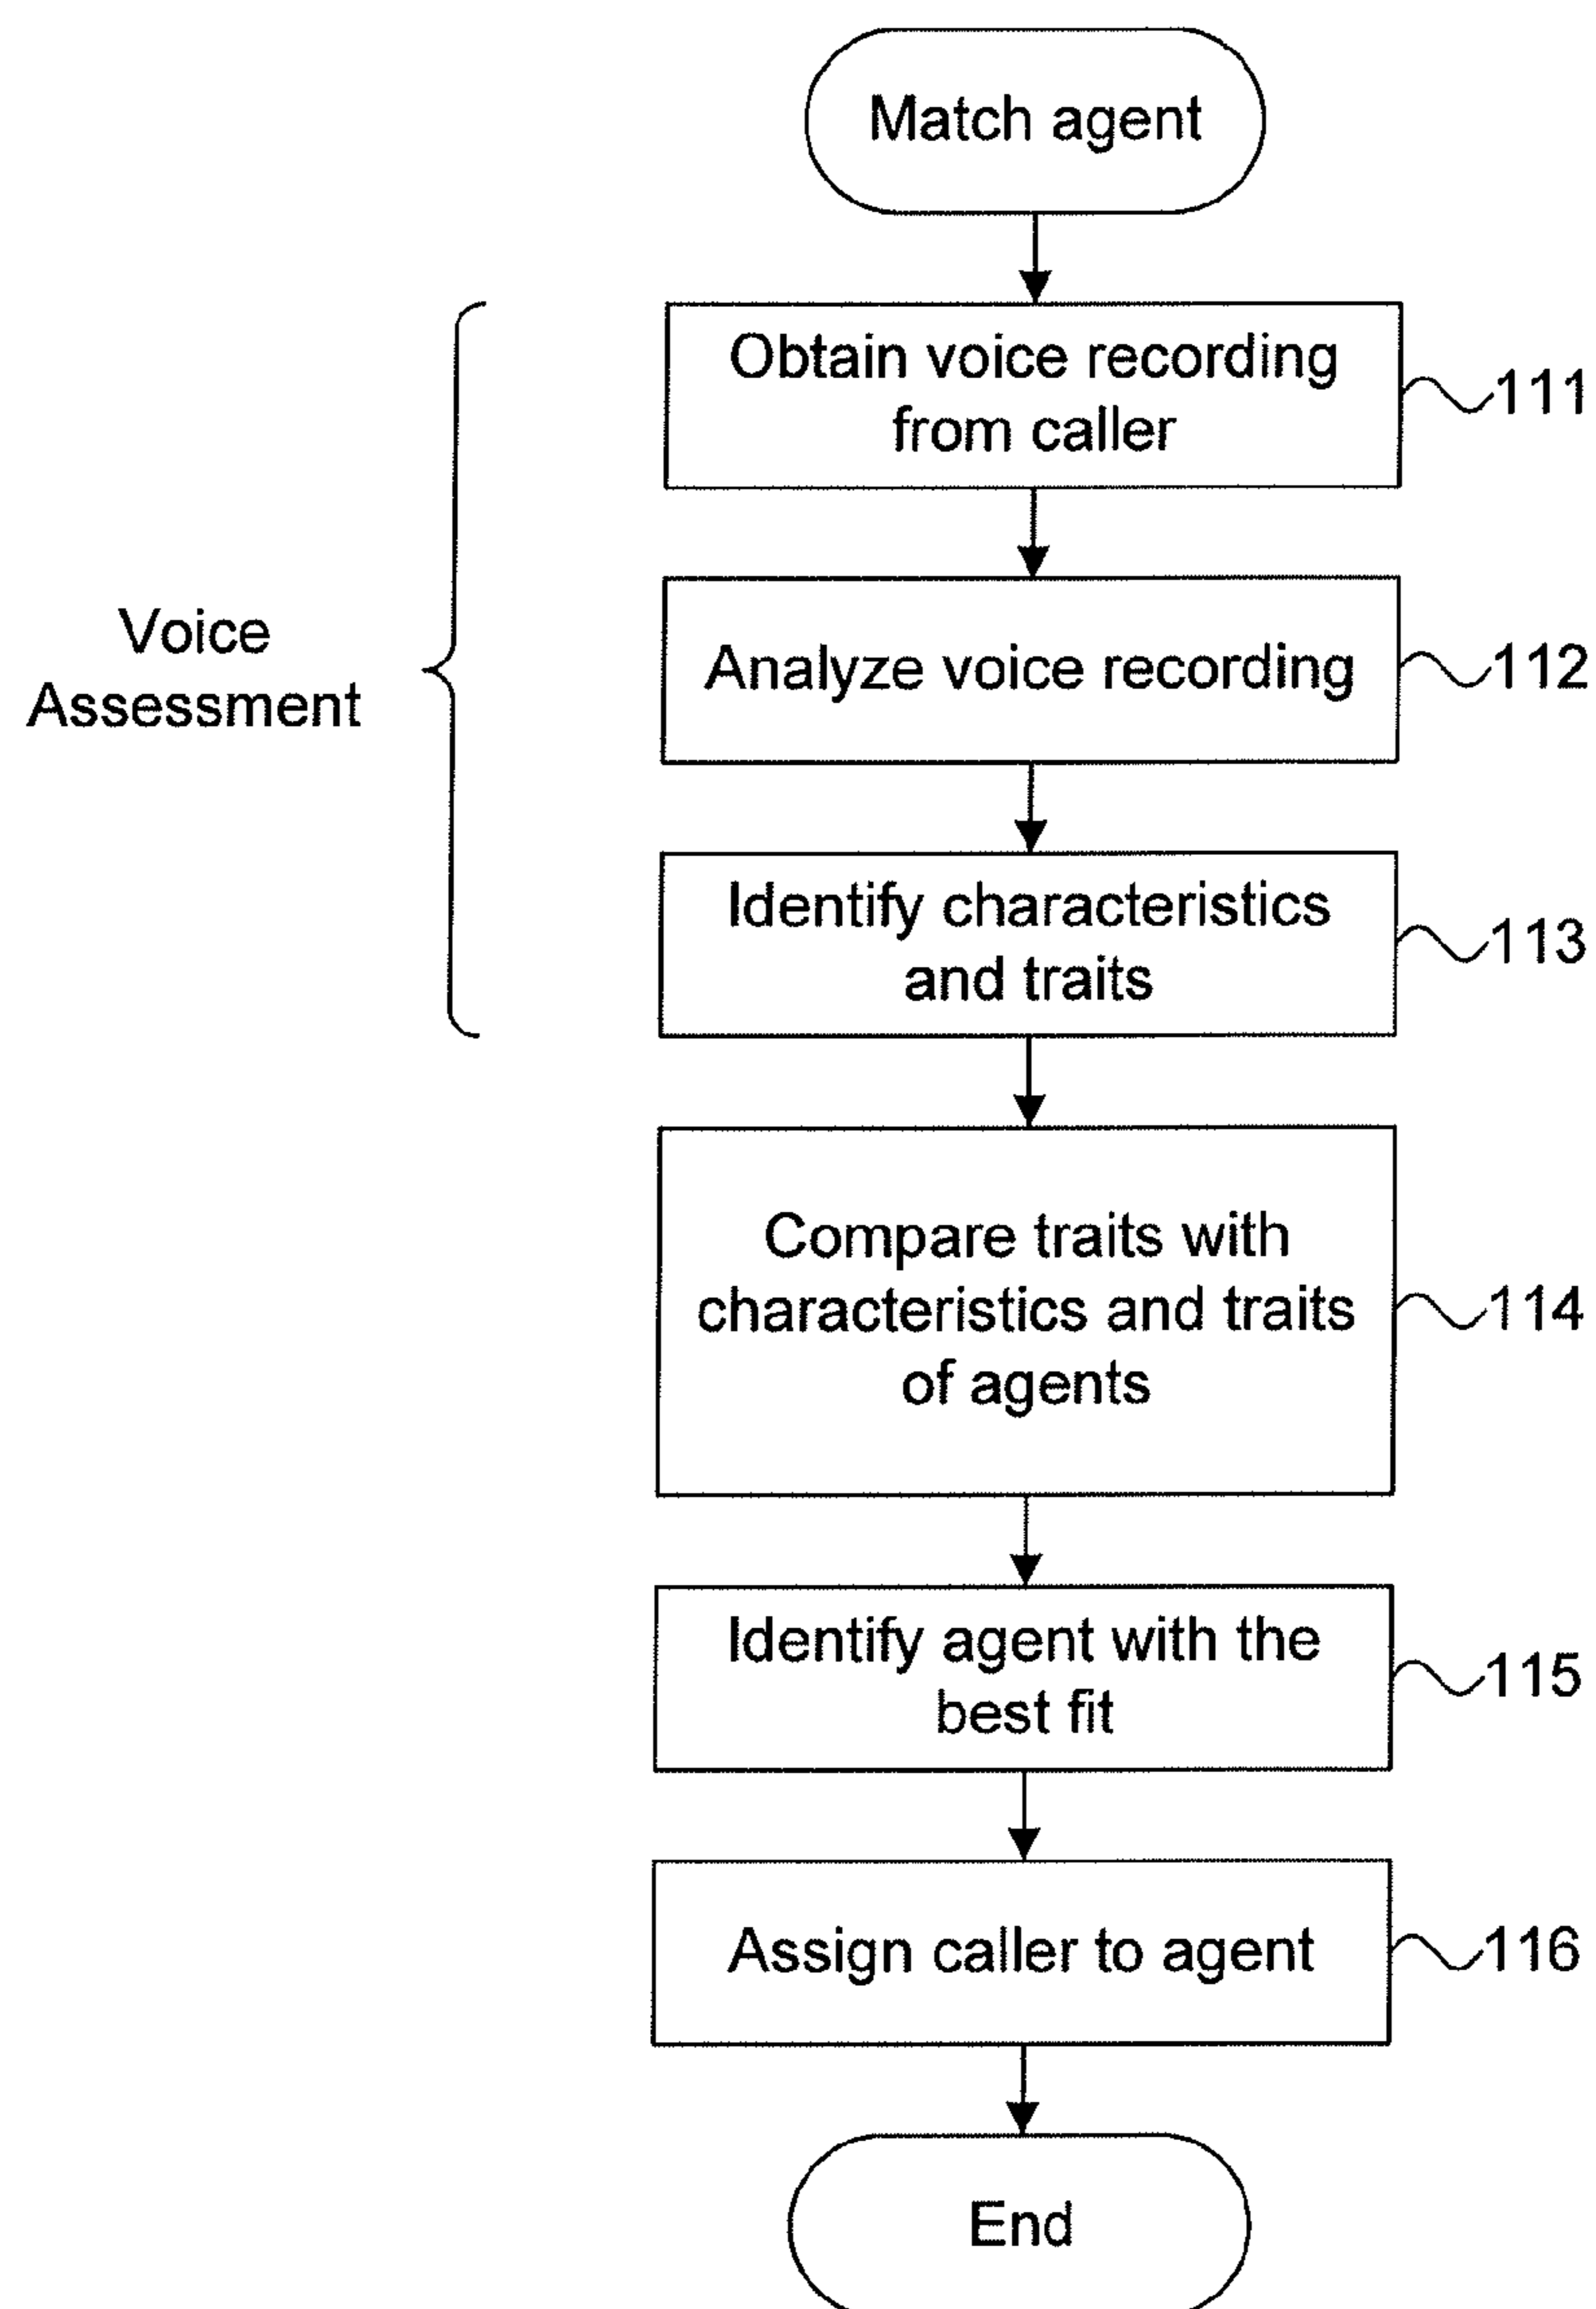 Match agent
Obtain voice recording
from caller
111
Voice
Assessment
Analyze voice recording
112
Identify characteristics
and traits
113
Compare traits with
characteristics and traits
of agents
114
Identify agent with the
best fit
115
Assign caller to agent
116
End